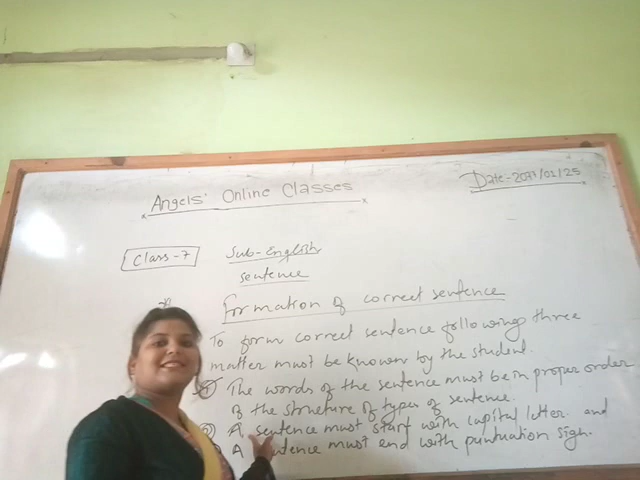 Angels' Online Classes
Date-2077/01/25
Class-7
Sub-English
sentence
Formation of correct sentence
To form correct sentence following three
matter must be known by the student.
The words of the sentence must be in proper order
of the structure of types of sentence.
② A sentence must start with capital letter. and
A sentence must end with puntuation sign.